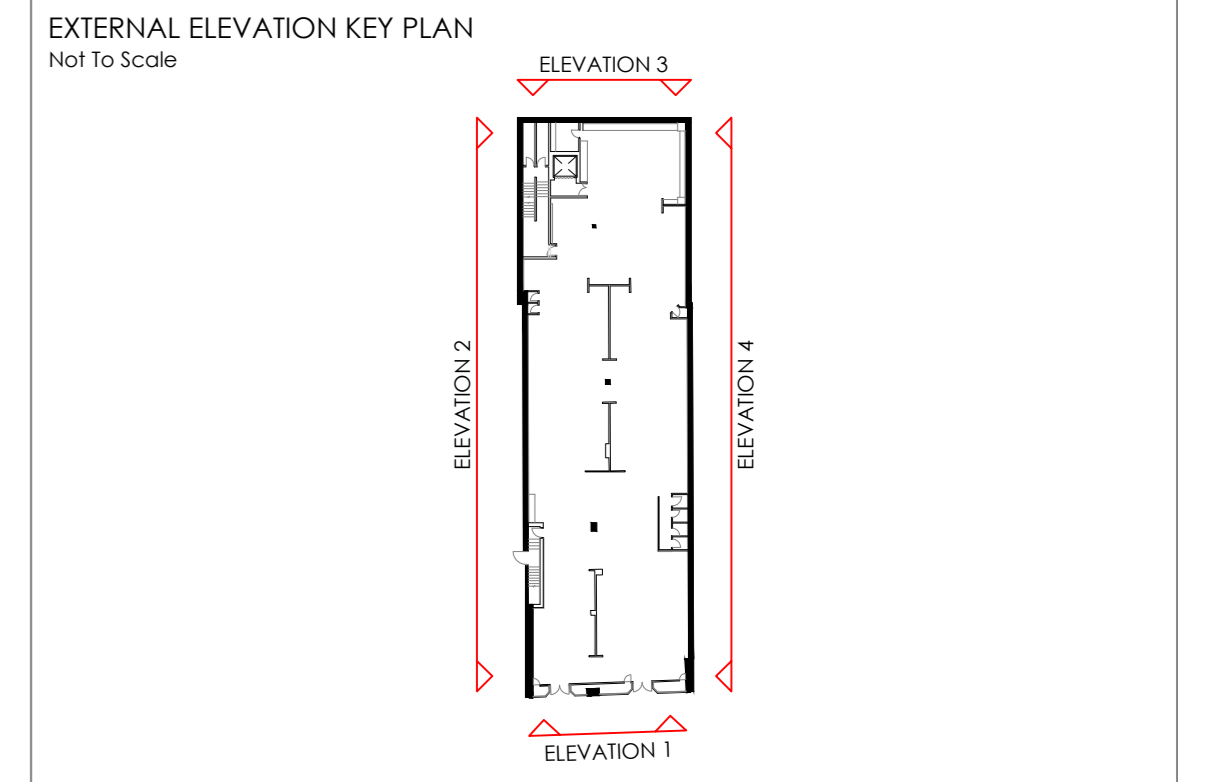 EXTERNAL ELEVATION KEY PLAN
Not To Scale
ELEVATION 3
ELEVATION 2
ELEVATION 4
ELEVATION 1